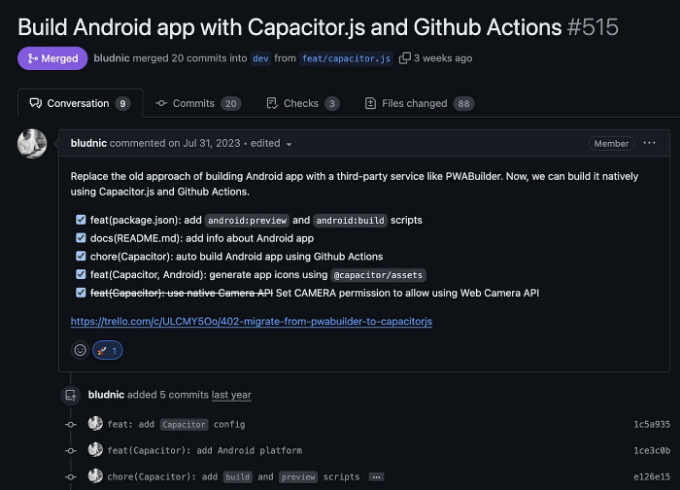 Build Android app with Capacitor.js and Github Actions #515
Merged bludnic merged 20 commits into dev from feat/capacitor.js 3 weeks ago
Conversation 9 Commits 20 Checks 3 Files changed 88
bludnic commented on Jul 31, 2023 • edited Member ...
Replace the old approach of building Android app with a third-party service like PWABuilder. Now, we can build it natively
using Capacitor.js and Github Actions.
feat(package.json): add android:preview and android:build scripts
docs(README.md): add info about Android app
chore(Capacitor): auto build Android app using Github Actions
feat(Capacitor, Android): generate app icons using @capacitor/assets
feat(Capacitor): use native Camera API Set CAMERA permission to allow using Web Camera API
https://trello.com/c/ULCMY5Oo/402-migrate-from-pwabuilder-to-capacitorjs
1
bludnic added 5 commits last year
feat: add Capacitor config 1c5a935
feat(Capacitor): add Android platform 1ce3c0b
chore(Capacitor): add build and preview scripts ... e126e15